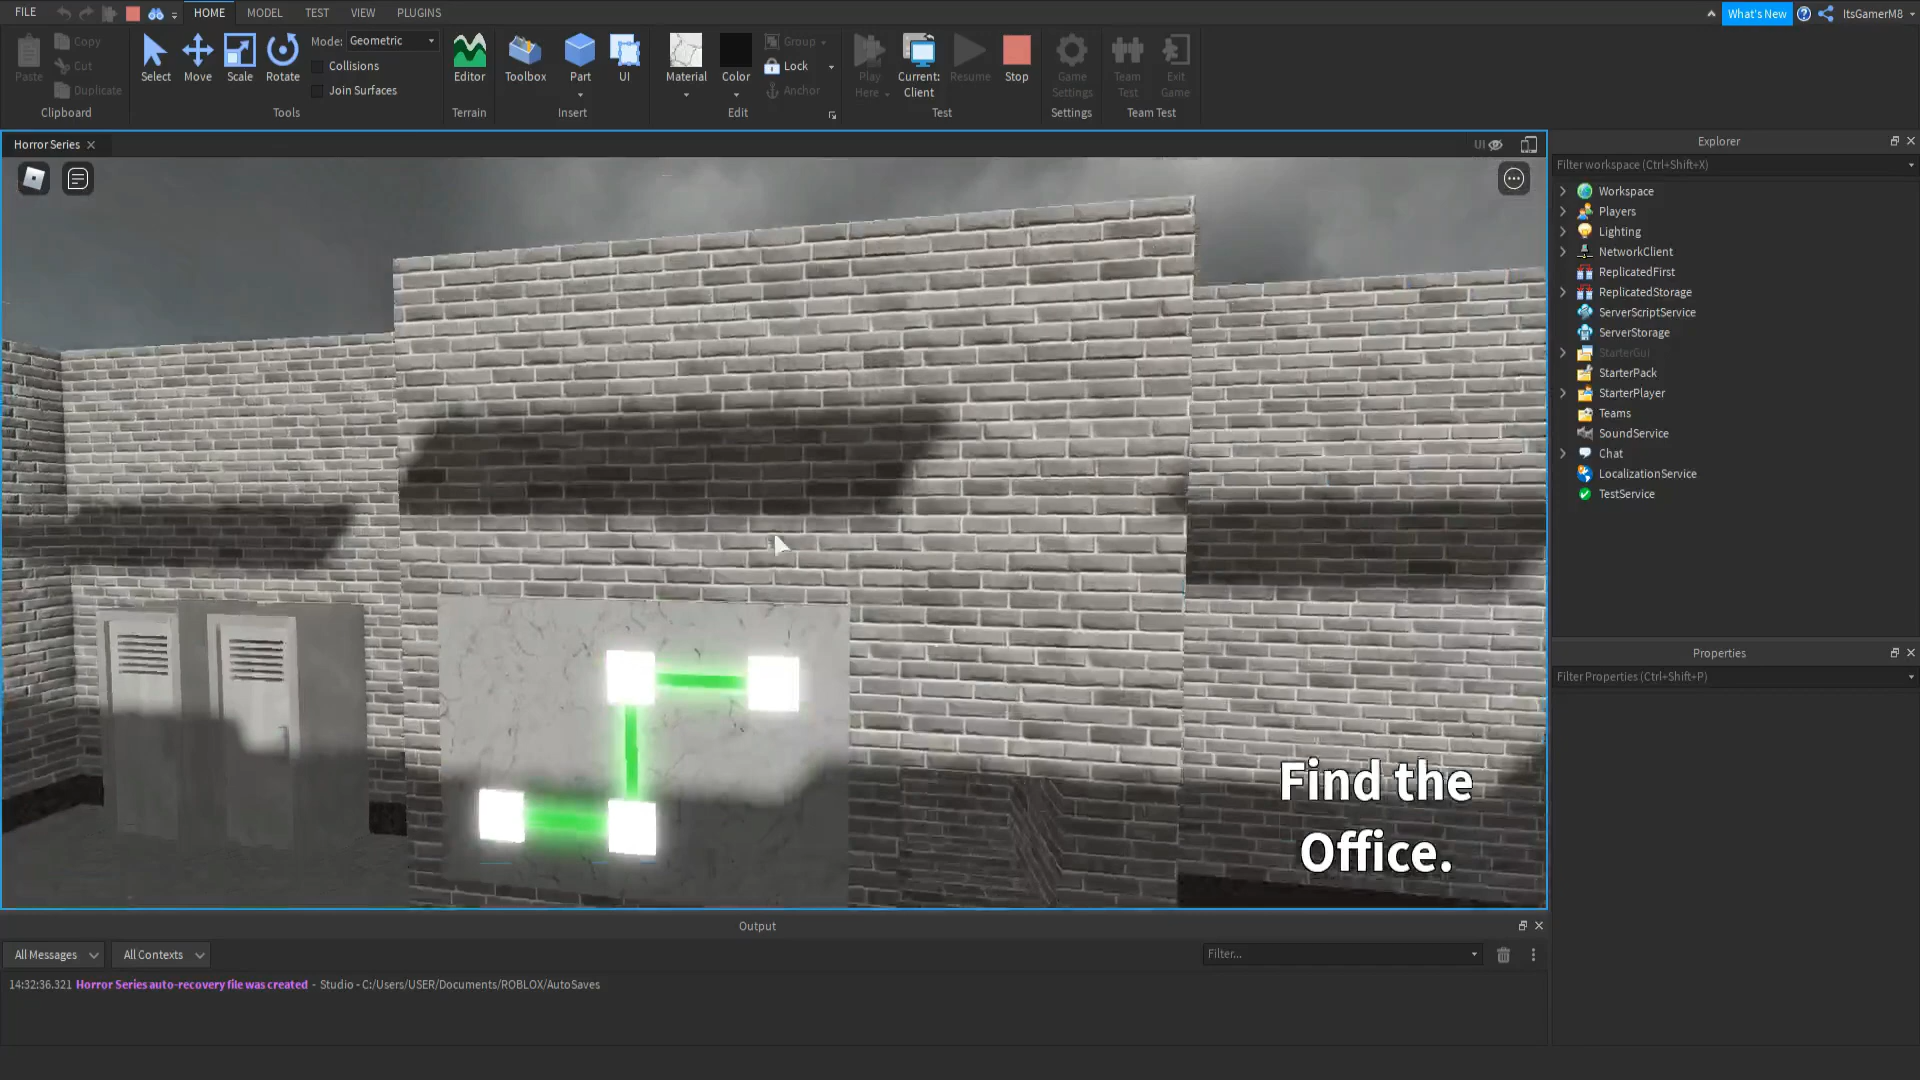 FILE
HOME
MODEL
TEST
VIEW
PLUGINS
What's New
ItsGamerM8
Paste
Copy
Cut
Duplicate
Clipboard
Select
Move
Scale
Rotate
Mode: Geometric
Collisions
Join Surfaces
Tools
Editor
Terrain
Toolbox
Part
UI
Insert
Material
Color
Group
Lock
Anchor
Edit
Play
Here
Current:
Client
Resume
Stop
Test
Game
Settings
Settings
Team
Test
Exit
Game
Team Test
Horror Series
UI
Find the
Office.
Explorer
Filter workspace (Ctrl+Shift+X)
Workspace
Players
Lighting
NetworkClient
ReplicatedFirst
ReplicatedStorage
ServerScriptService
ServerStorage
StarterGui
StarterPack
StarterPlayer
Teams
SoundService
Chat
LocalizationService
TestService
Properties
Filter Properties (Ctrl+Shift+P)
Output
All Messages
All Contexts
Filter...
14:32:36.321 Horror Series auto-recovery file was created - Studio - C:/Users/USER/Documents/ROBLOX/AutoSaves